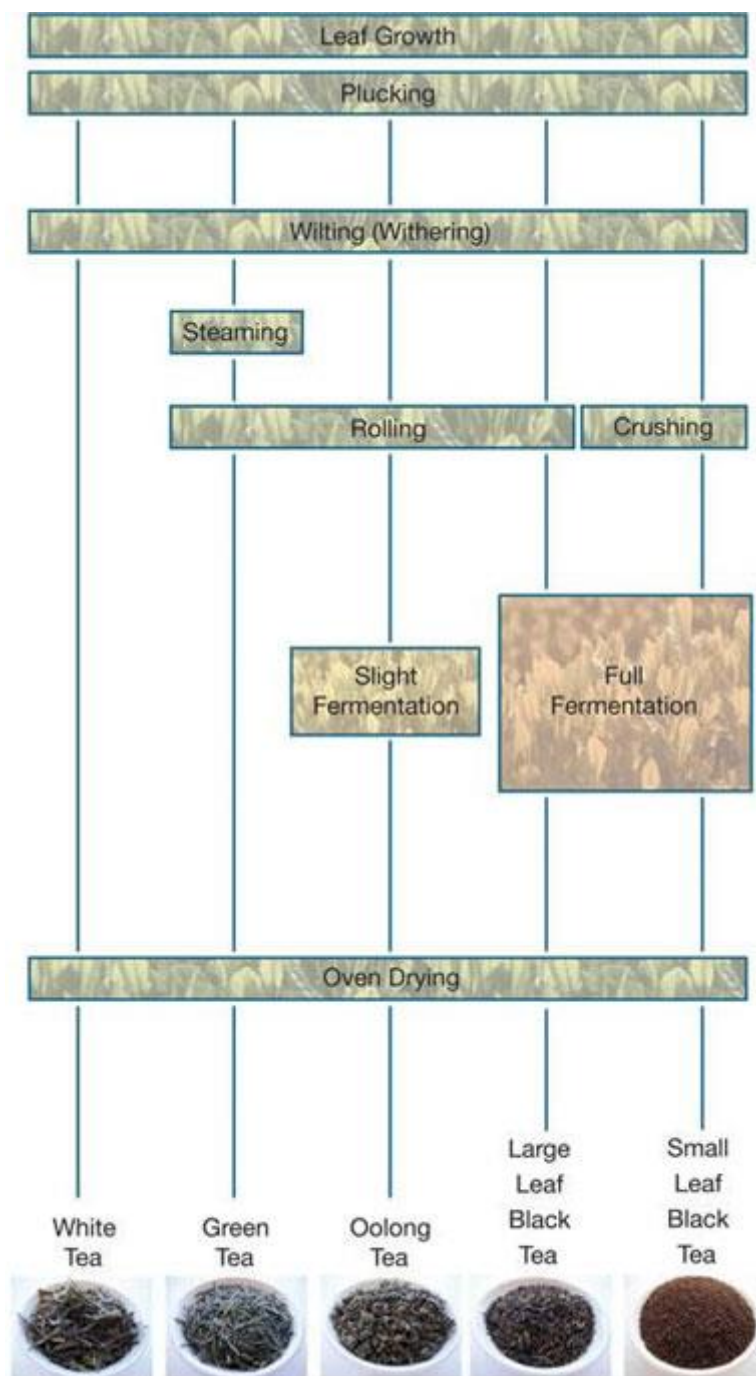 Leaf Growth
Plucking
Wilting (Withering)
Steaming
Rolling
Crushing
Slight
Fermentation
Full
Fermentation
Oven Drying
White
Tea
Green
Tea
Oolong
Tea
Large
Leaf
Black
Tea
Small
Leaf
Black
Tea